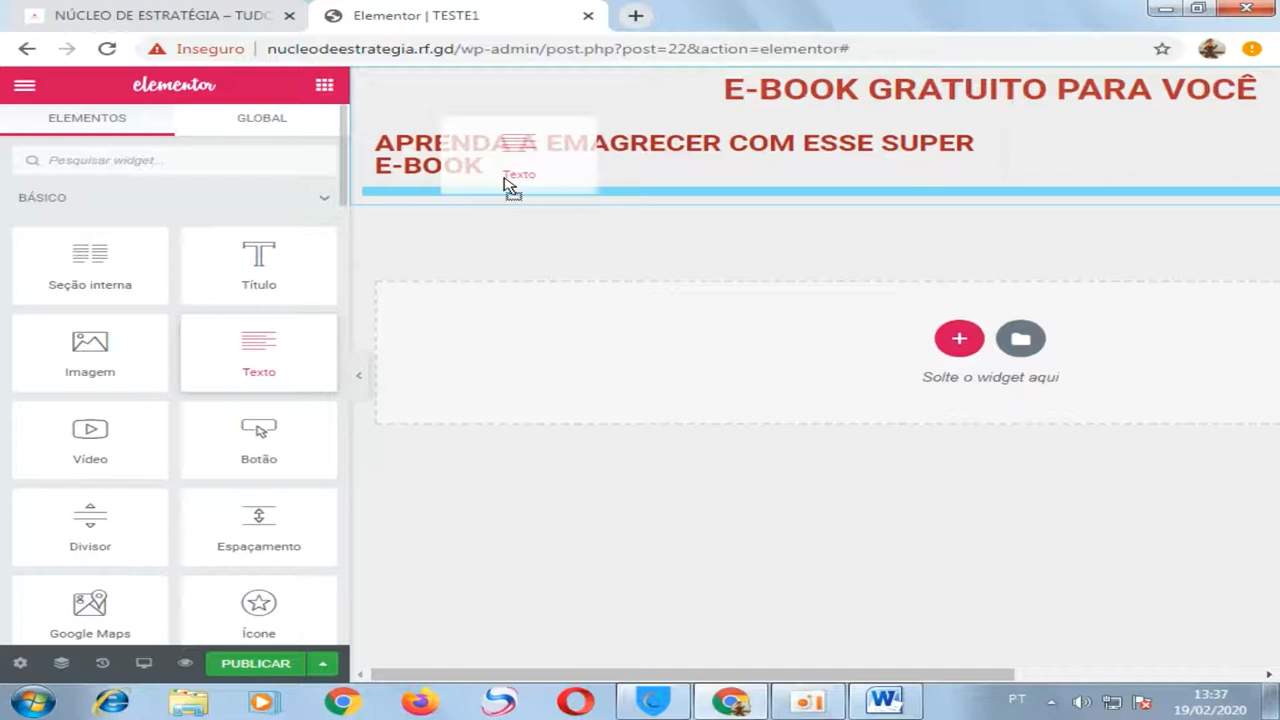 NÚCLEO DE ESTRATÉGIA – TUDO
Elementor | TESTE1
Inseguro
nucleodeestrategia.rf.gd/wp-admin/post.php?post=22&action=elementor#
elementor
ELEMENTOS
GLOBAL
Pesquisar widget...
BÁSICO
Seção interna
Título
Imagem
Texto
Vídeo
Botão
Divisor
Espaçamento
Google Maps
Ícone
PUBLICAR
E-BOOK GRATUITO PARA VOCÊ
APRENDA A EMAGRECER COM ESSE SUPER
E-BOOK
Texto
Solte o widget aqui
PT
13:37
19/02/2020